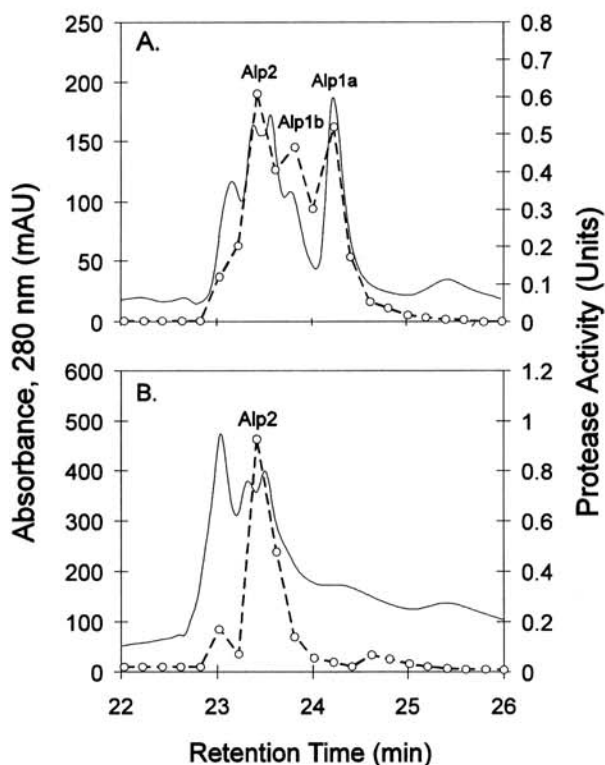 A.
Alp2
Alp1b
Alp1a
250
200
150
100
50
0
0.8
0.7
0.6
0.5
0.4
0.3
0.2
0.1
0
B.
Alp2
600
500
400
300
200
100
0
1.2
1
0.8
0.6
0.4
0.2
0
22 23 24 25 26
Absorbance, 280 nm (mAU)
Protease Activity (Units)
Retention Time (min)